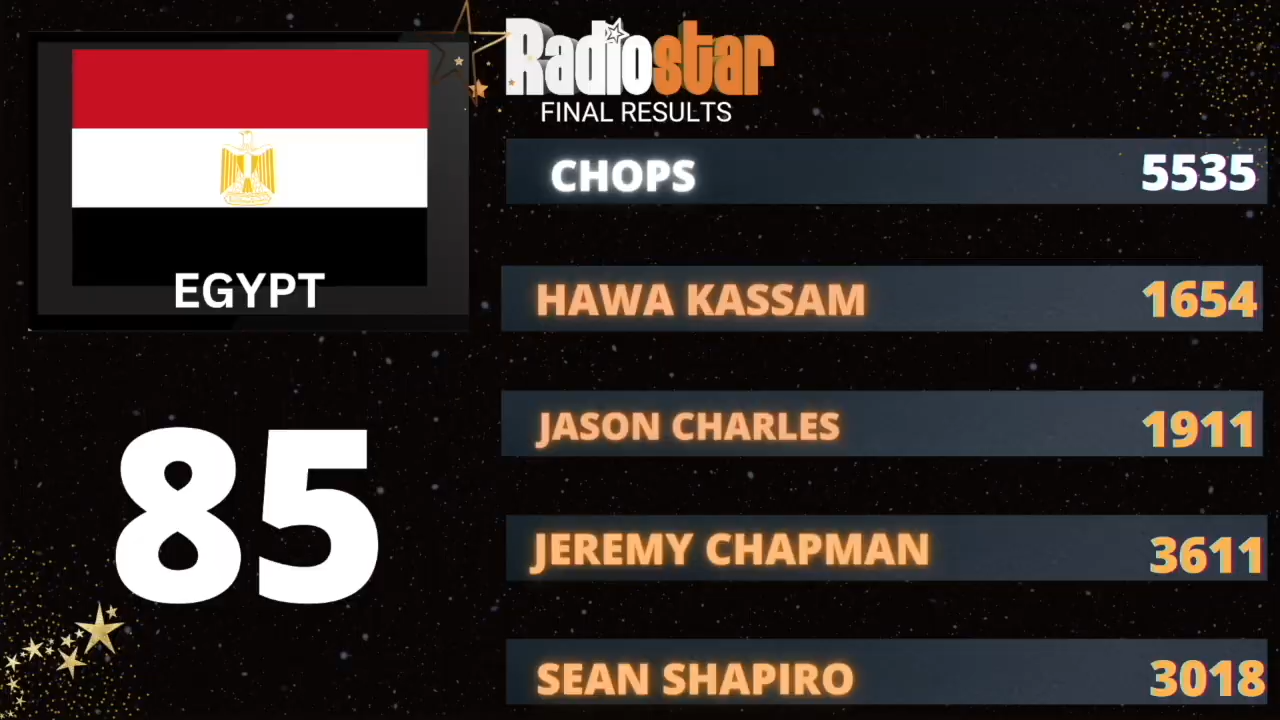 EGYPT
85
Radiostar
FINAL RESULTS
CHOPS 5535
HAWA KASSAM 1654
JASON CHARLES 1911
JEREMY CHAPMAN 3611
SEAN SHAPIRO 3018